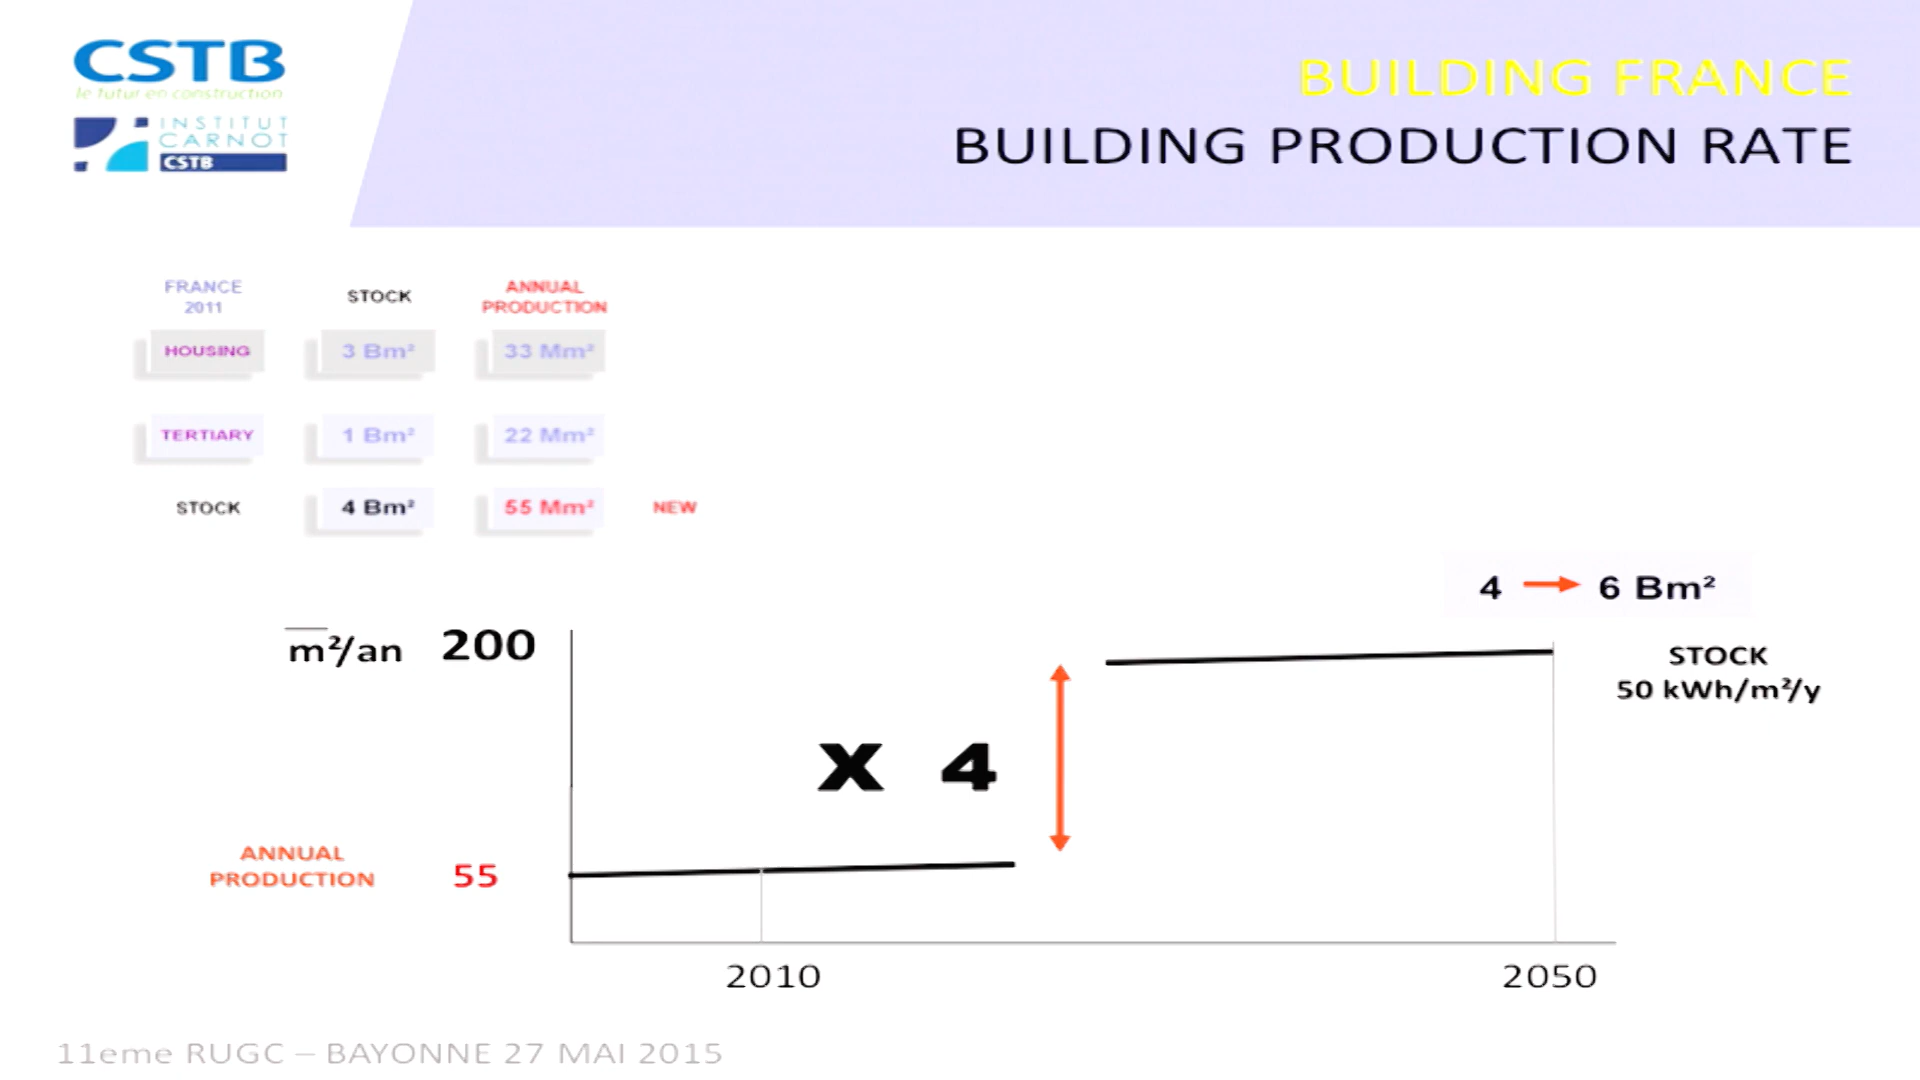 CSTB
le futur en construction
INSTITUT
CARNOT
CSTB
BUILDING FRANCE
BUILDING PRODUCTION RATE
FRANCE
2011
STOCK
ANNUAL
PRODUCTION
HOUSING
3 Bm²
33 Mm²
TERTIARY
1 Bm²
22 Mm²
STOCK
4 Bm²
55 Mm²
NEW
4 → 6 Bm²
m²/an
200
STOCK
50 kWh/m²/y
X 4
ANNUAL
PRODUCTION
55
2010
2050
11eme RUGC – BAYONNE 27 MAI 2015